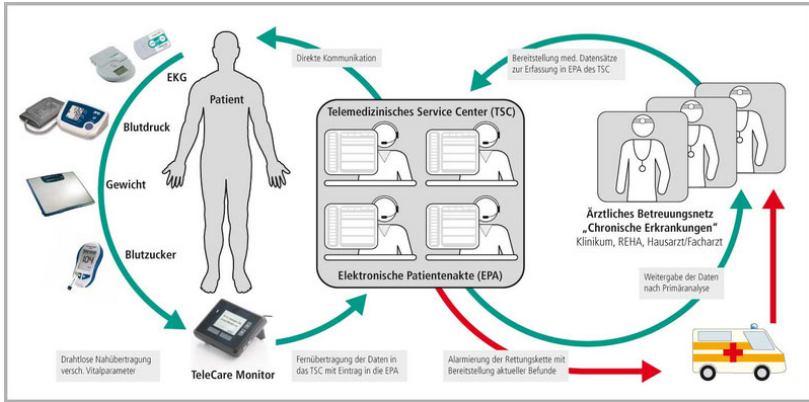 Direkte Kommunikation
Bereitstellung med. Datensätze
zur Erfassung in EPA des TSC
EKG
Patient
Blutdruck
Gewicht
Blutzucker
Telemedizinisches Service Center (TSC)
Elektronische Patientenakte (EPA)
Ärztliches Betreuungsnetz
„Chronische Erkrankungen"
Klinikum, REHA, Hausarzt/Facharzt
Weitergabe der Daten
nach Primäranalyse
Drahtlose Nahübertragung
versch. Vitalparameter
TeleCare Monitor
Fernübertragung der Daten in
das TSC mit Eintrag in die EPA
Alarmierung der Rettungskette mit
Bereitstellung aktueller Befunde